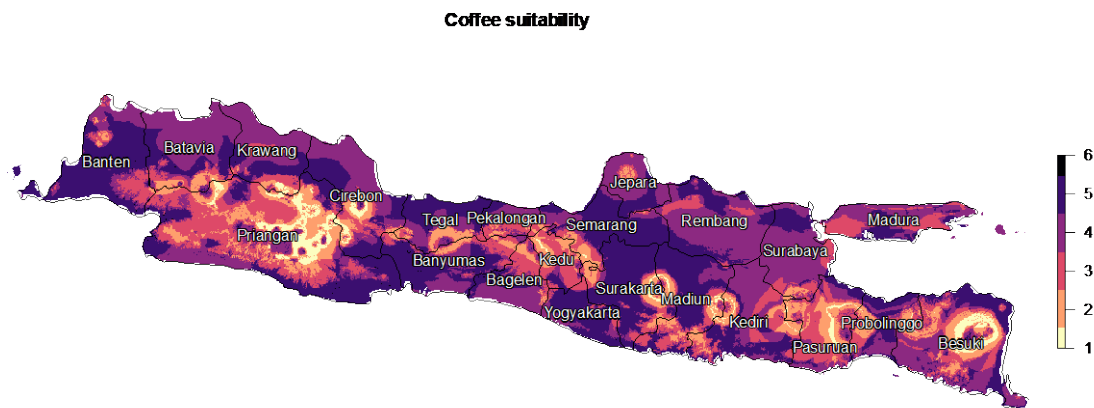 Coffee suitability
Banten
Batavia
Krawang
Cirebon
Priangan
Tegal
Pekalongan
Banyumas
Bagelen
Kedu
Semarang
Jepara
Rembang
Yogyakarta
Surakarta
Madiun
Kediri
Surabaya
Madura
Pasuruan
Probolinggo
Besuki
6
5
4
3
2
1